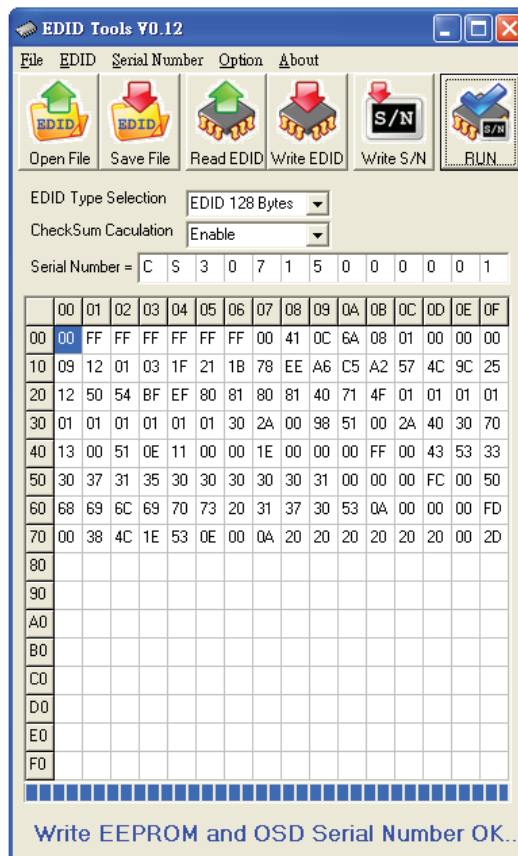 EDID Tools V0.12
File EDID Serial Number Option About
EDID EDID S/N S/N
Open File Save File Read EDID Write EDID Write S/N RUN
EDID Type Selection EDID 128 Bytes
CheckSum Caculation Enable
Serial Number = C S 3 0 7 1 5 0 0 0 0 0 1
00 01 02 03 04 05 06 07 08 09 0A 0B 0C 0D 0E 0F
00 00 FF FF FF FF FF FF 00 41 0C 6A 08 01 00 00 00
10 09 12 01 03 1F 21 1B 78 EE A6 C5 A2 57 4C 9C 25
20 12 50 54 BF EF 80 81 80 81 40 71 4F 01 01 01 01
30 01 01 01 01 01 01 30 2A 00 98 51 00 2A 40 30 70
40 13 00 51 0E 11 00 00 1E 00 00 00 FF 00 43 53 33
50 30 37 31 35 30 30 30 30 30 31 00 00 00 FC 00 50
60 68 69 6C 69 70 73 20 31 37 30 53 0A 00 00 00 FD
70 00 38 4C 1E 53 0E 00 0A 20 20 20 20 20 20 00 2D
80
90
A0
B0
C0
D0
E0
F0
Write EEPROM and OSD Serial Number OK..